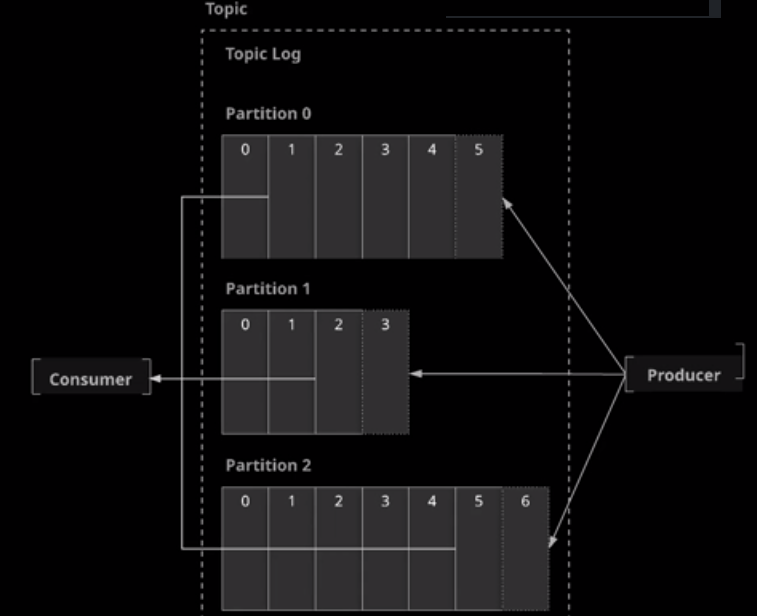 Topic
Topic Log
Partition 0
0 1 2 3 4 5
Partition 1
0 1 2 3
Consumer
Producer
Partition 2
0 1 2 3 4 5 6